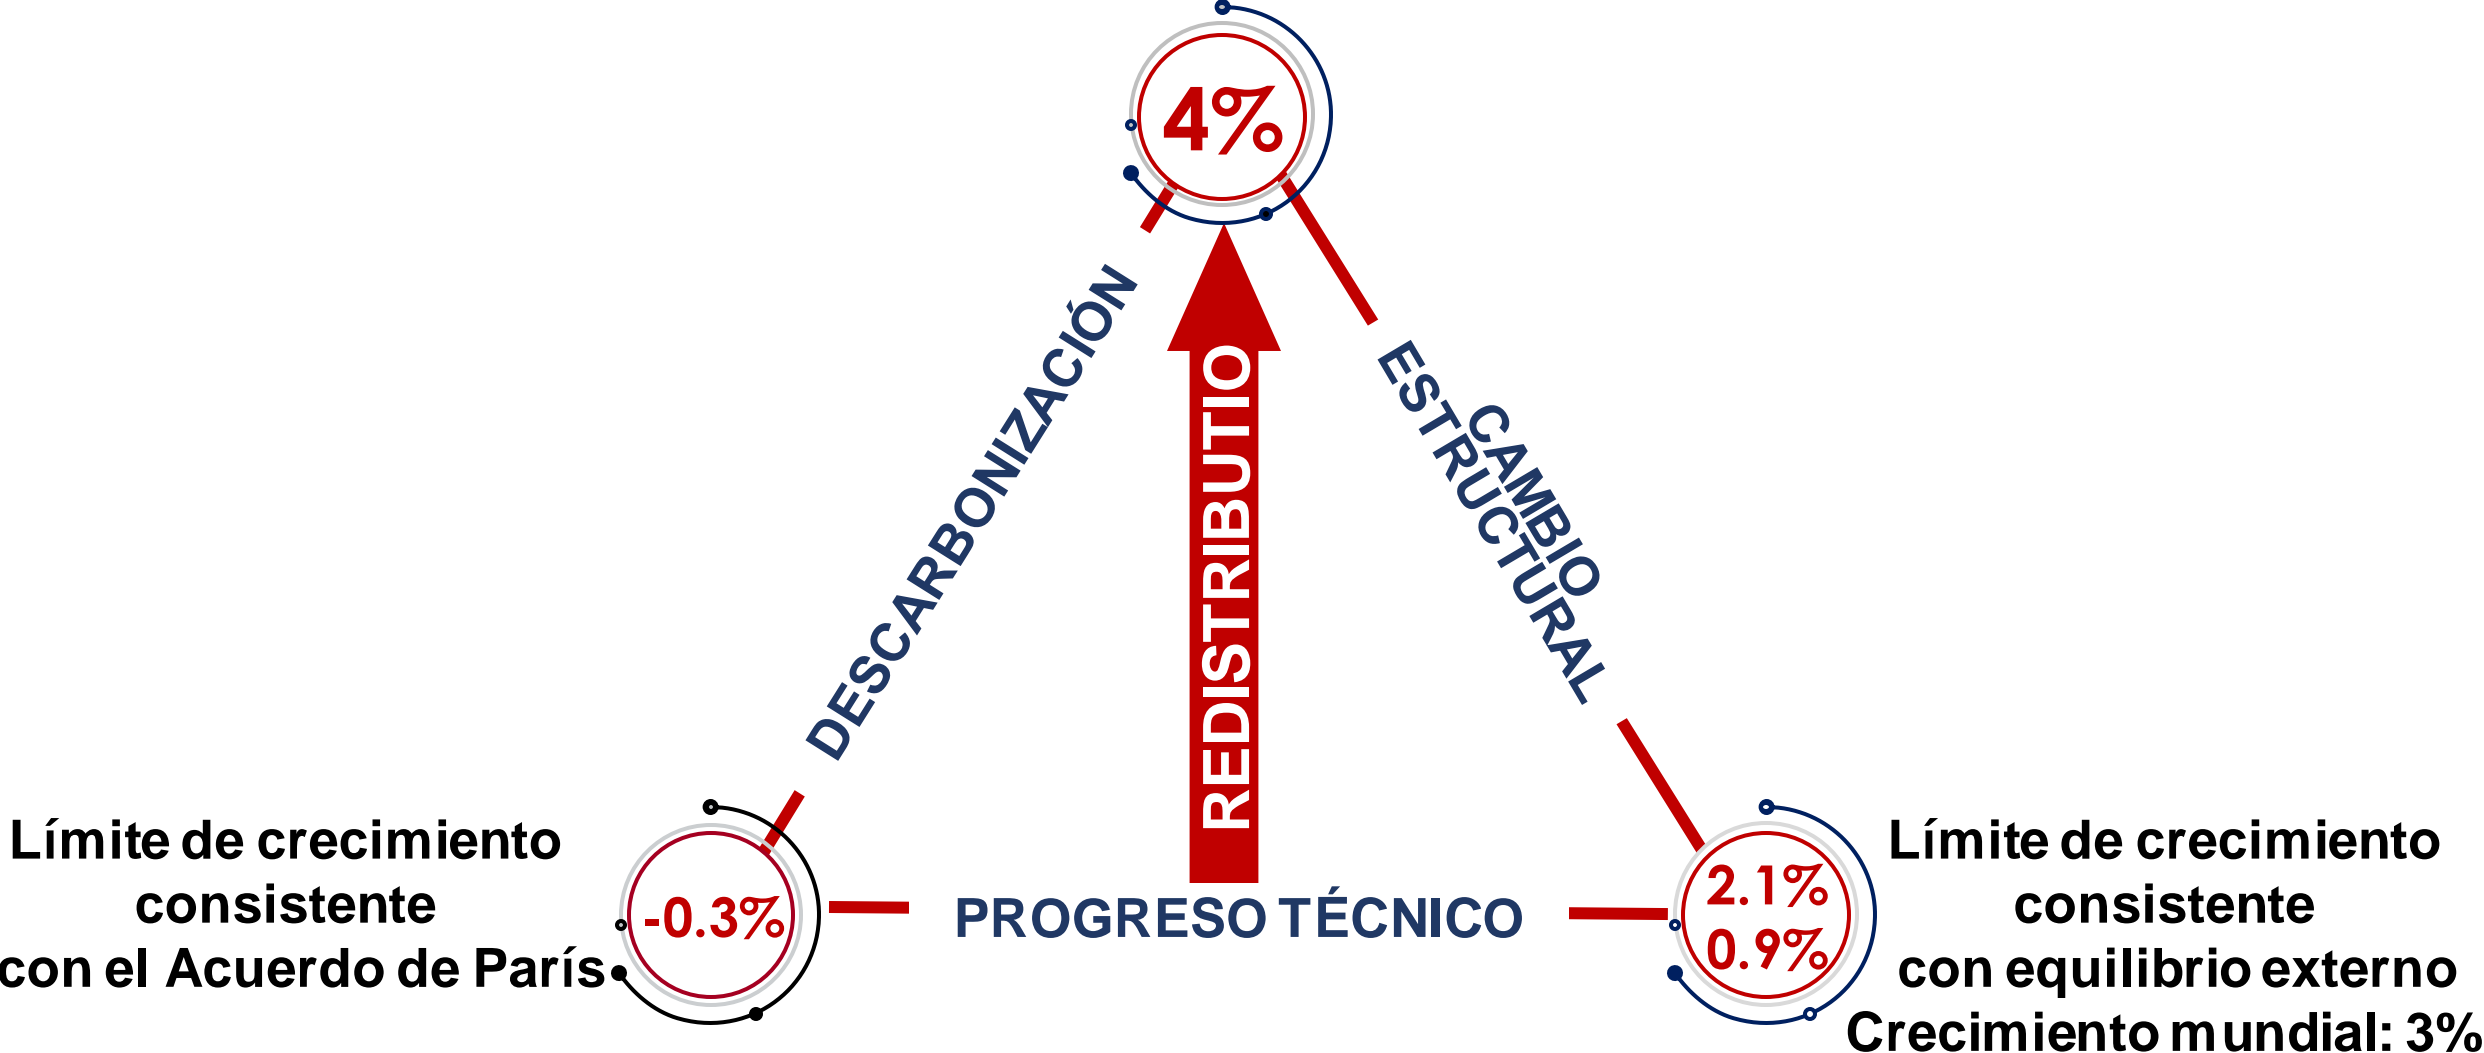 4%
DESCARBONIZACIÓN
REDISTRIBUTIO
CAMBIO
ESTRUCTURAL
Límite de crecimiento
consistente
con el Acuerdo de París
-0.3%
PROGRESO TÉCNICO
2.1%
0.9%
Límite de crecimiento
consistente
con equilibrio externo
Crecimiento mundial: 3%